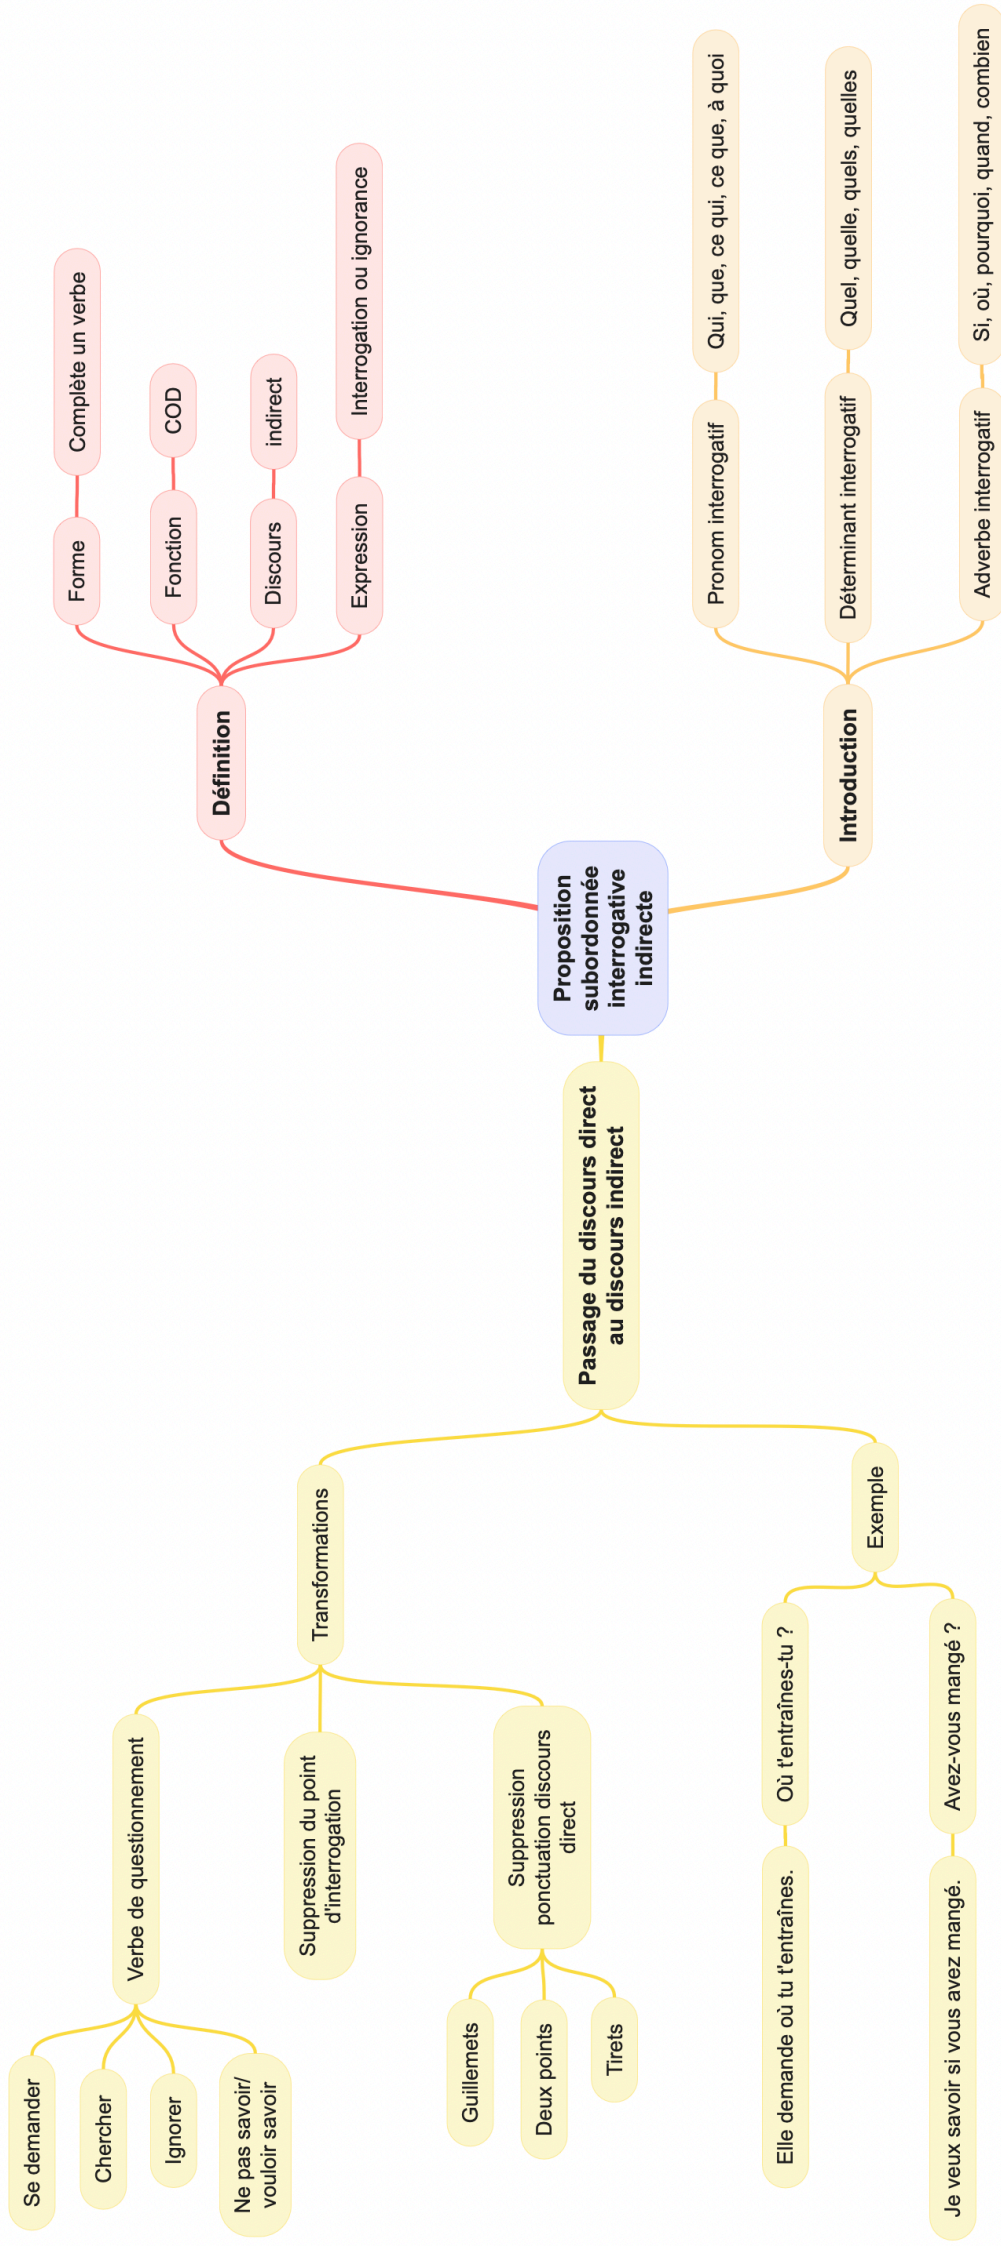 Proposition
subordonnée
interrogative
indirecte
Définition
Forme
Complète un verbe
Fonction
COD
Discours
indirect
Expression
Interrogation ou ignorance
Introduction
Pronom interrogatif
Qui, que, ce qui, ce que, à quoi
Déterminant interrogatif
Quel, quelle, quels, quelles
Adverbe interrogatif
Si, où, pourquoi, quand, combien
Passage du discours direct
au discours indirect
Transformations
Verbe de questionnement
Se demander
Chercher
Ignorer
Ne pas savoir/
vouloir savoir
Suppression du point
d'interrogation
Suppression
ponctuation discours
direct
Guillemets
Deux points
Tirets
Exemple
Où t'entraînes-tu ?
Elle demande où tu t'entraînes.
Avez-vous mangé ?
Je veux savoir si vous avez mangé.